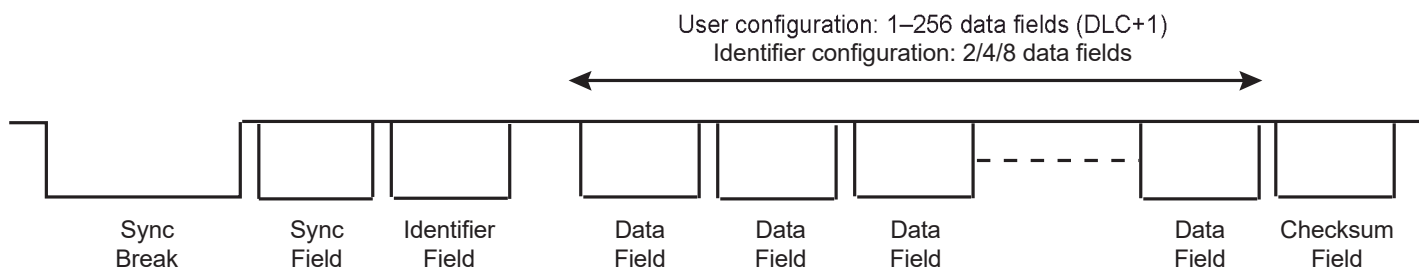 User configuration: 1–256 data fields (DLC+1)
Identifier configuration: 2/4/8 data fields
Sync
Break
Sync
Field
Identifier
Field
Data
Field
Data
Field
Data
Field
Data
Field
Checksum
Field